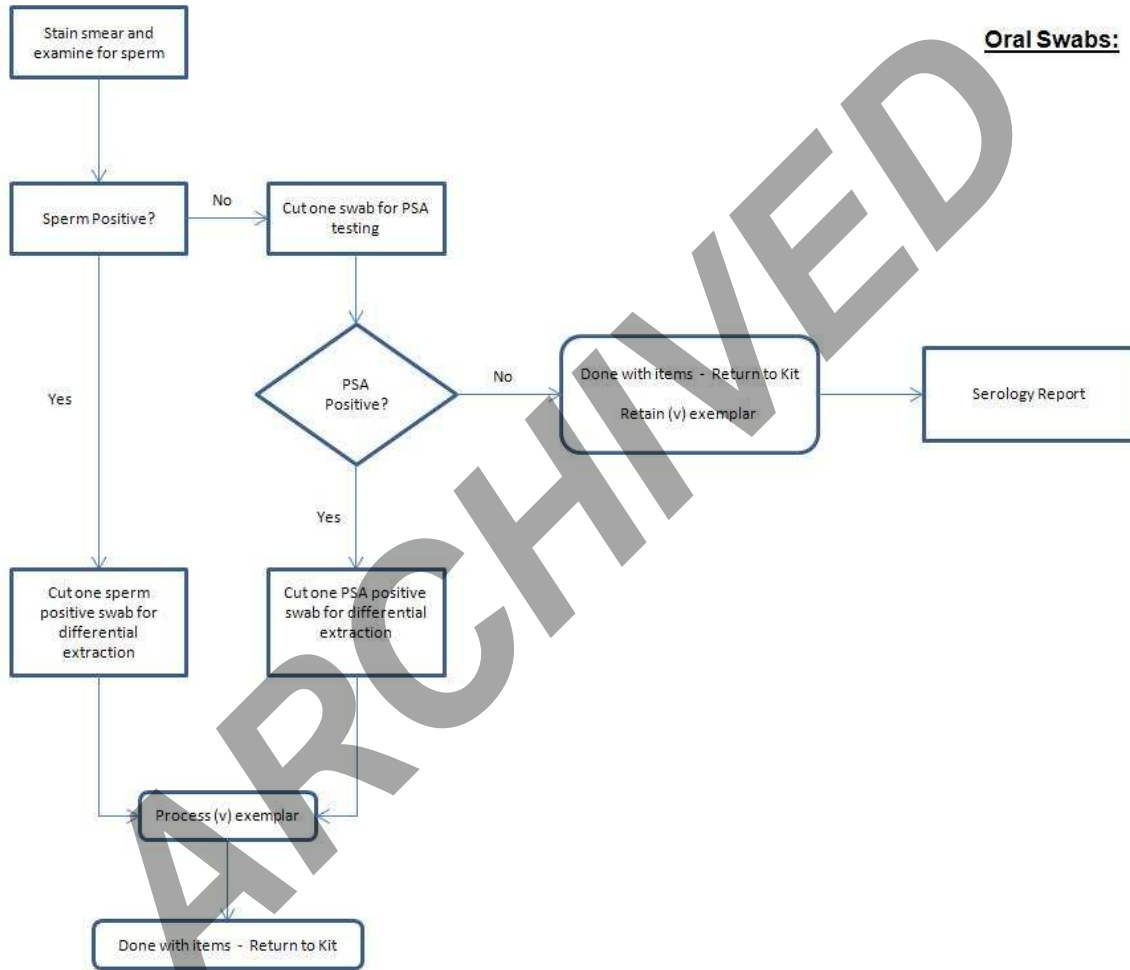 Oral Swabs:
Stain smear and
examine for sperm
Sperm Positive?
No
Cut one swab for PSA
testing
Yes
PSA
Positive?
No
Done with items - Return to Kit
Retain (v) exemplar
Serology Report
Yes
Cut one sperm
positive swab for
differential
extraction
Cut one PSA positive
swab for differential
extraction
Process (v) exemplar
Done with items - Return to Kit
ARCHIVED